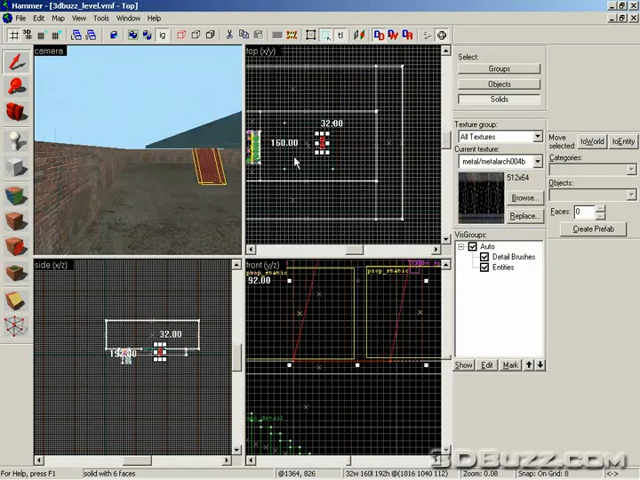 Hammer - [3dbuzz_level.vmf - Top]
File Edit Map View Tools Window Help
camera
top (x/y)
32.00
160.00
side (x/z)
32.00
front (y/z)
prop_static
prop_static
92.00
Select:
Groups
Objects
Solids
Texture group:
All Textures
Current texture:
metal/metalarch004b
512x64
Browse...
Replace...
VisGroups:
Auto
Detail Brushes
Entities
Show Edit Mark
Move selected:
toWorld toEntity
Categories:
Objects:
Faces: 0
Create Prefab
3DBuzz.com
For Help, press F1
solid with 6 faces
@1364, 826
32w 160l 192h @(1816 1040 112)
Zoom: 0.08
Snap: On Grid: 8
<->